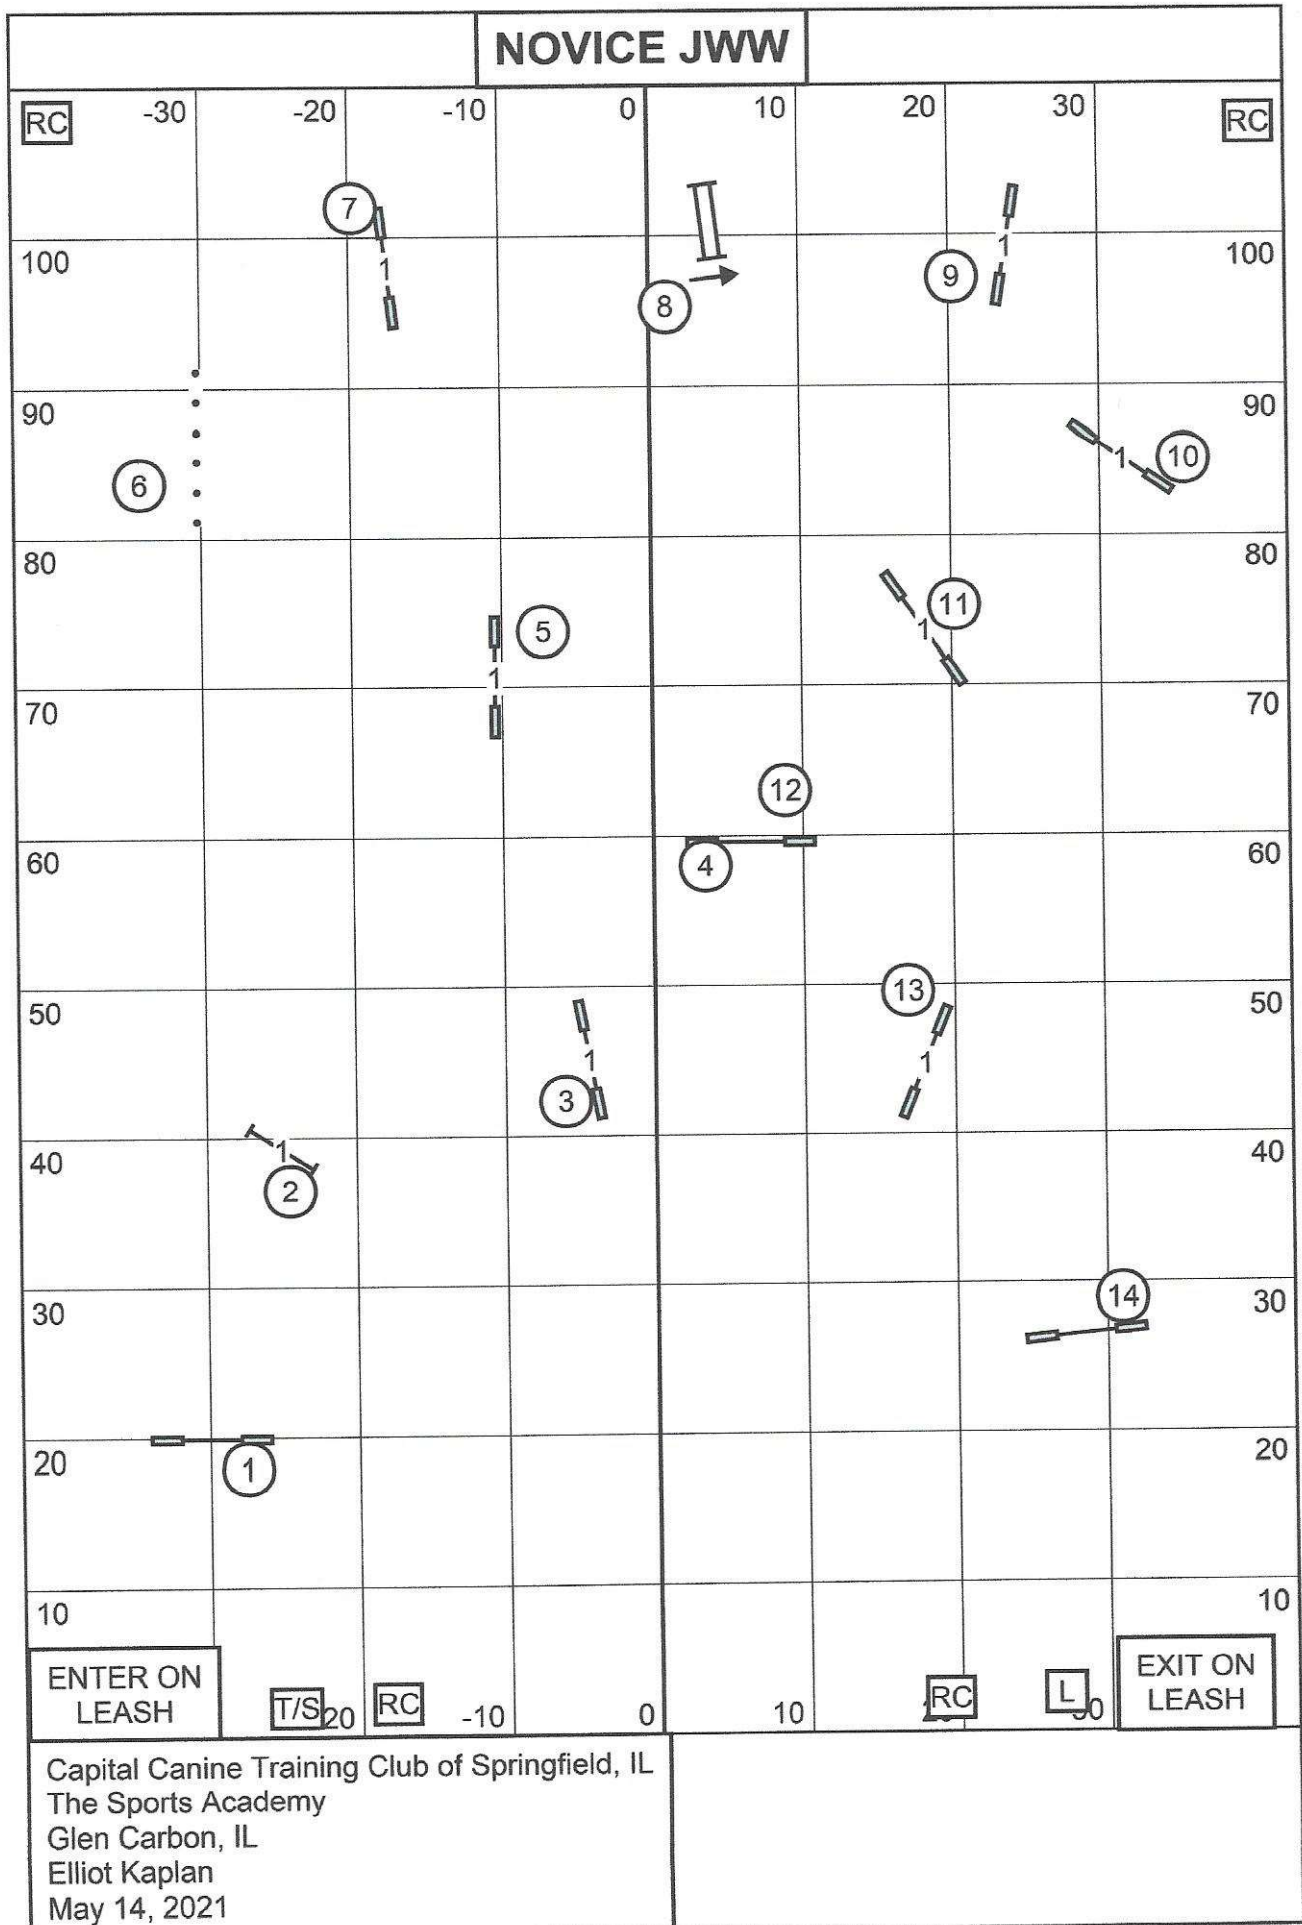 NOVICE JWW
RC -30 -20 -10 0 10 20 30 RC
7
100 1 8 9 1 100
90 6 1 10 90
80 5 11 80
1 1
70 70
12
60 4 60
13
50 50
1 1
3
40 1 40
2
30 14 30
20 1 20
10 10
ENTER ON
LEASH
T/S 20 RC -10 0 10 RC L 30
EXIT ON
LEASH
Capital Canine Training Club of Springfield, IL
The Sports Academy
Glen Carbon, IL
Elliot Kaplan
May 14, 2021